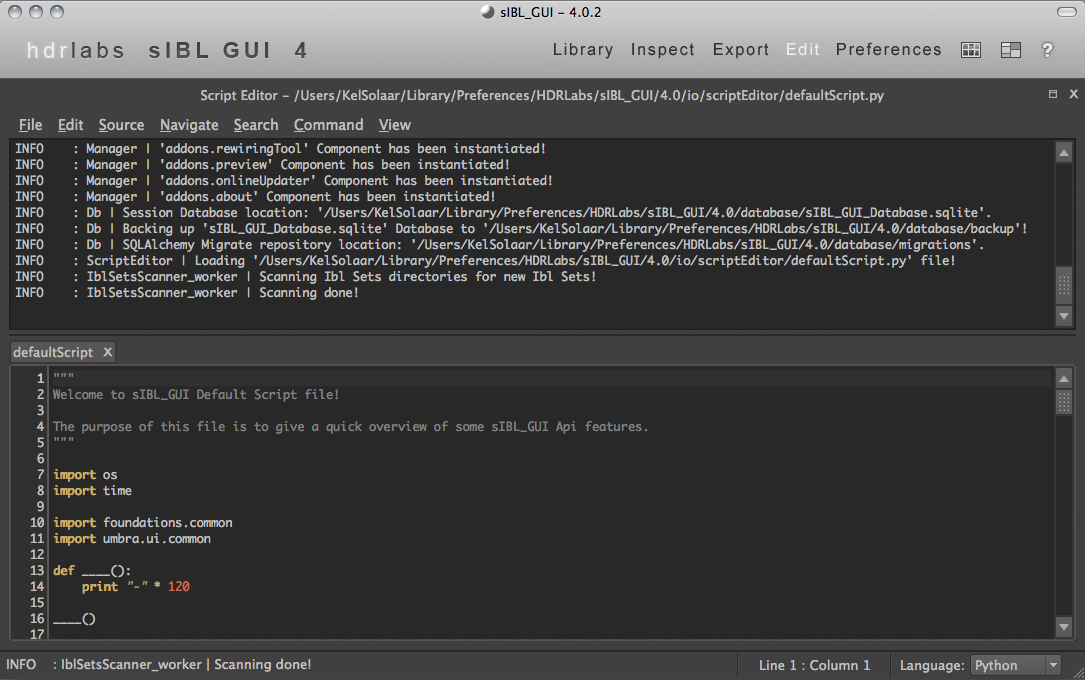 sIBL_GUI - 4.0.2
hdrlabs sIBL GUI 4
Library Inspect Export Edit Preferences ?
Script Editor - /Users/KelSolaar/Library/Preferences/HDRLabs/sIBL_GUI/4.0/io/scriptEditor/defaultScript.py
File Edit Source Navigate Search Command View
INFO : Manager | 'addons.rewiringTool' Component has been instantiated!
INFO : Manager | 'addons.preview' Component has been instantiated!
INFO : Manager | 'addons.onlineUpdater' Component has been instantiated!
INFO : Manager | 'addons.about' Component has been instantiated!
INFO : Db | Session Database location: '/Users/KelSolaar/Library/Preferences/HDRLabs/sIBL_GUI/4.0/database/sIBL_GUI_Database.sqlite'.
INFO : Db | Backing up 'sIBL_GUI_Database.sqlite' Database to '/Users/KelSolaar/Library/Preferences/HDRLabs/sIBL_GUI/4.0/database/backup'!
INFO : Db | SQLAlchemy Migrate repository location: '/Users/KelSolaar/Library/Preferences/HDRLabs/sIBL_GUI/4.0/database/migrations'.
INFO : ScriptEditor | Loading '/Users/KelSolaar/Library/Preferences/HDRLabs/sIBL_GUI/4.0/io/scriptEditor/defaultScript.py' file!
INFO : IblSetsScanner_worker | Scanning Ibl Sets directories for new Ibl Sets!
INFO : IblSetsScanner_worker | Scanning done!
defaultScript X
1 """
2 Welcome to sIBL_GUI Default Script file!
3
4 The purpose of this file is to give a quick overview of some sIBL_GUI Api features.
5 """
6
7 import os
8 import time
9
10 import foundations.common
11 import umbra.ui.common
12
13 def ____():
14     print "-" * 120
15
16 ____()
17
INFO : IblSetsScanner_worker | Scanning done!
Line 1 : Column 1
Language: Python